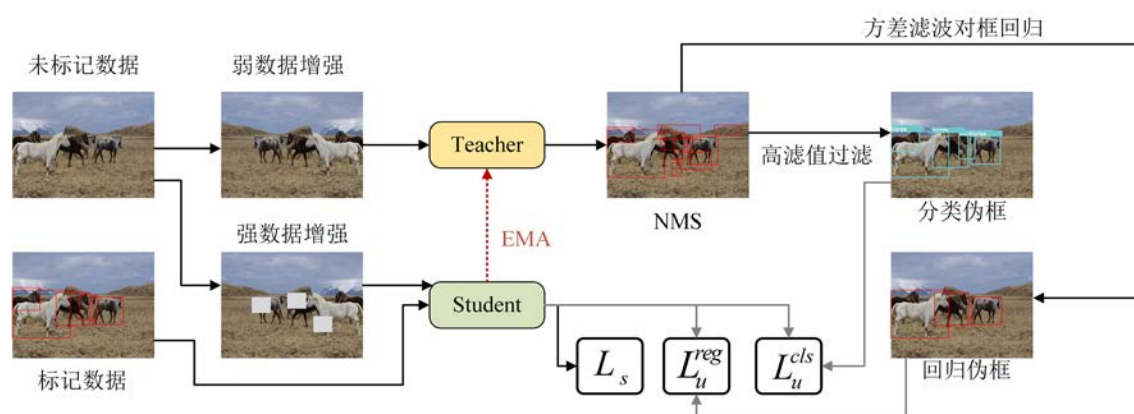 方差滤波对框回归
未标记数据
弱数据增强
Teacher
高滤值过滤
NMS
分类伪框
强数据增强
EMA
Student
标记数据
L_s
L_u^{reg}
L_u^{cls}
回归伪框